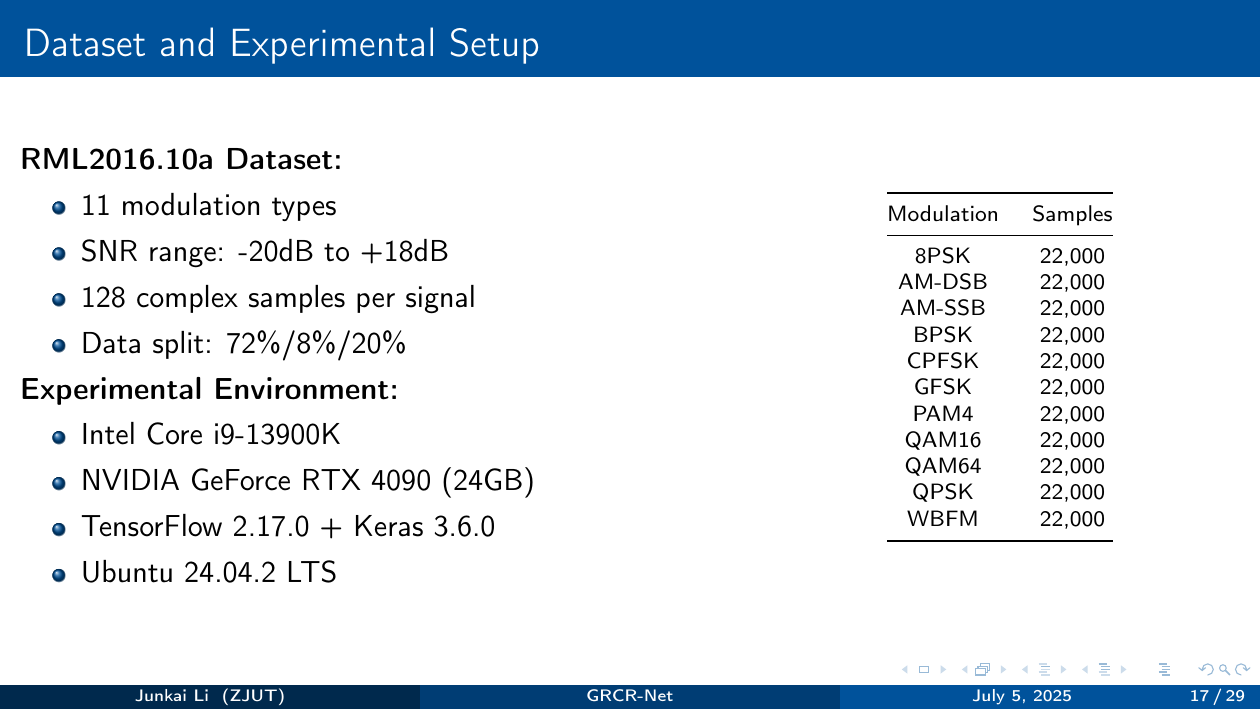 Dataset and Experimental Setup
RML2016.10a Dataset:
11 modulation types
SNR range: -20dB to +18dB
128 complex samples per signal
Data split: 72%/8%/20%
Experimental Environment:
Intel Core i9-13900K
NVIDIA GeForce RTX 4090 (24GB)
TensorFlow 2.17.0 + Keras 3.6.0
Ubuntu 24.04.2 LTS
Modulation Samples
8PSK 22,000
AM-DSB 22,000
AM-SSB 22,000
BPSK 22,000
CPFSK 22,000
GFSK 22,000
PAM4 22,000
QAM16 22,000
QAM64 22,000
QPSK 22,000
WBFM 22,000
Junkai Li (ZJUT) GRCR-Net July 5, 2025 17 / 29